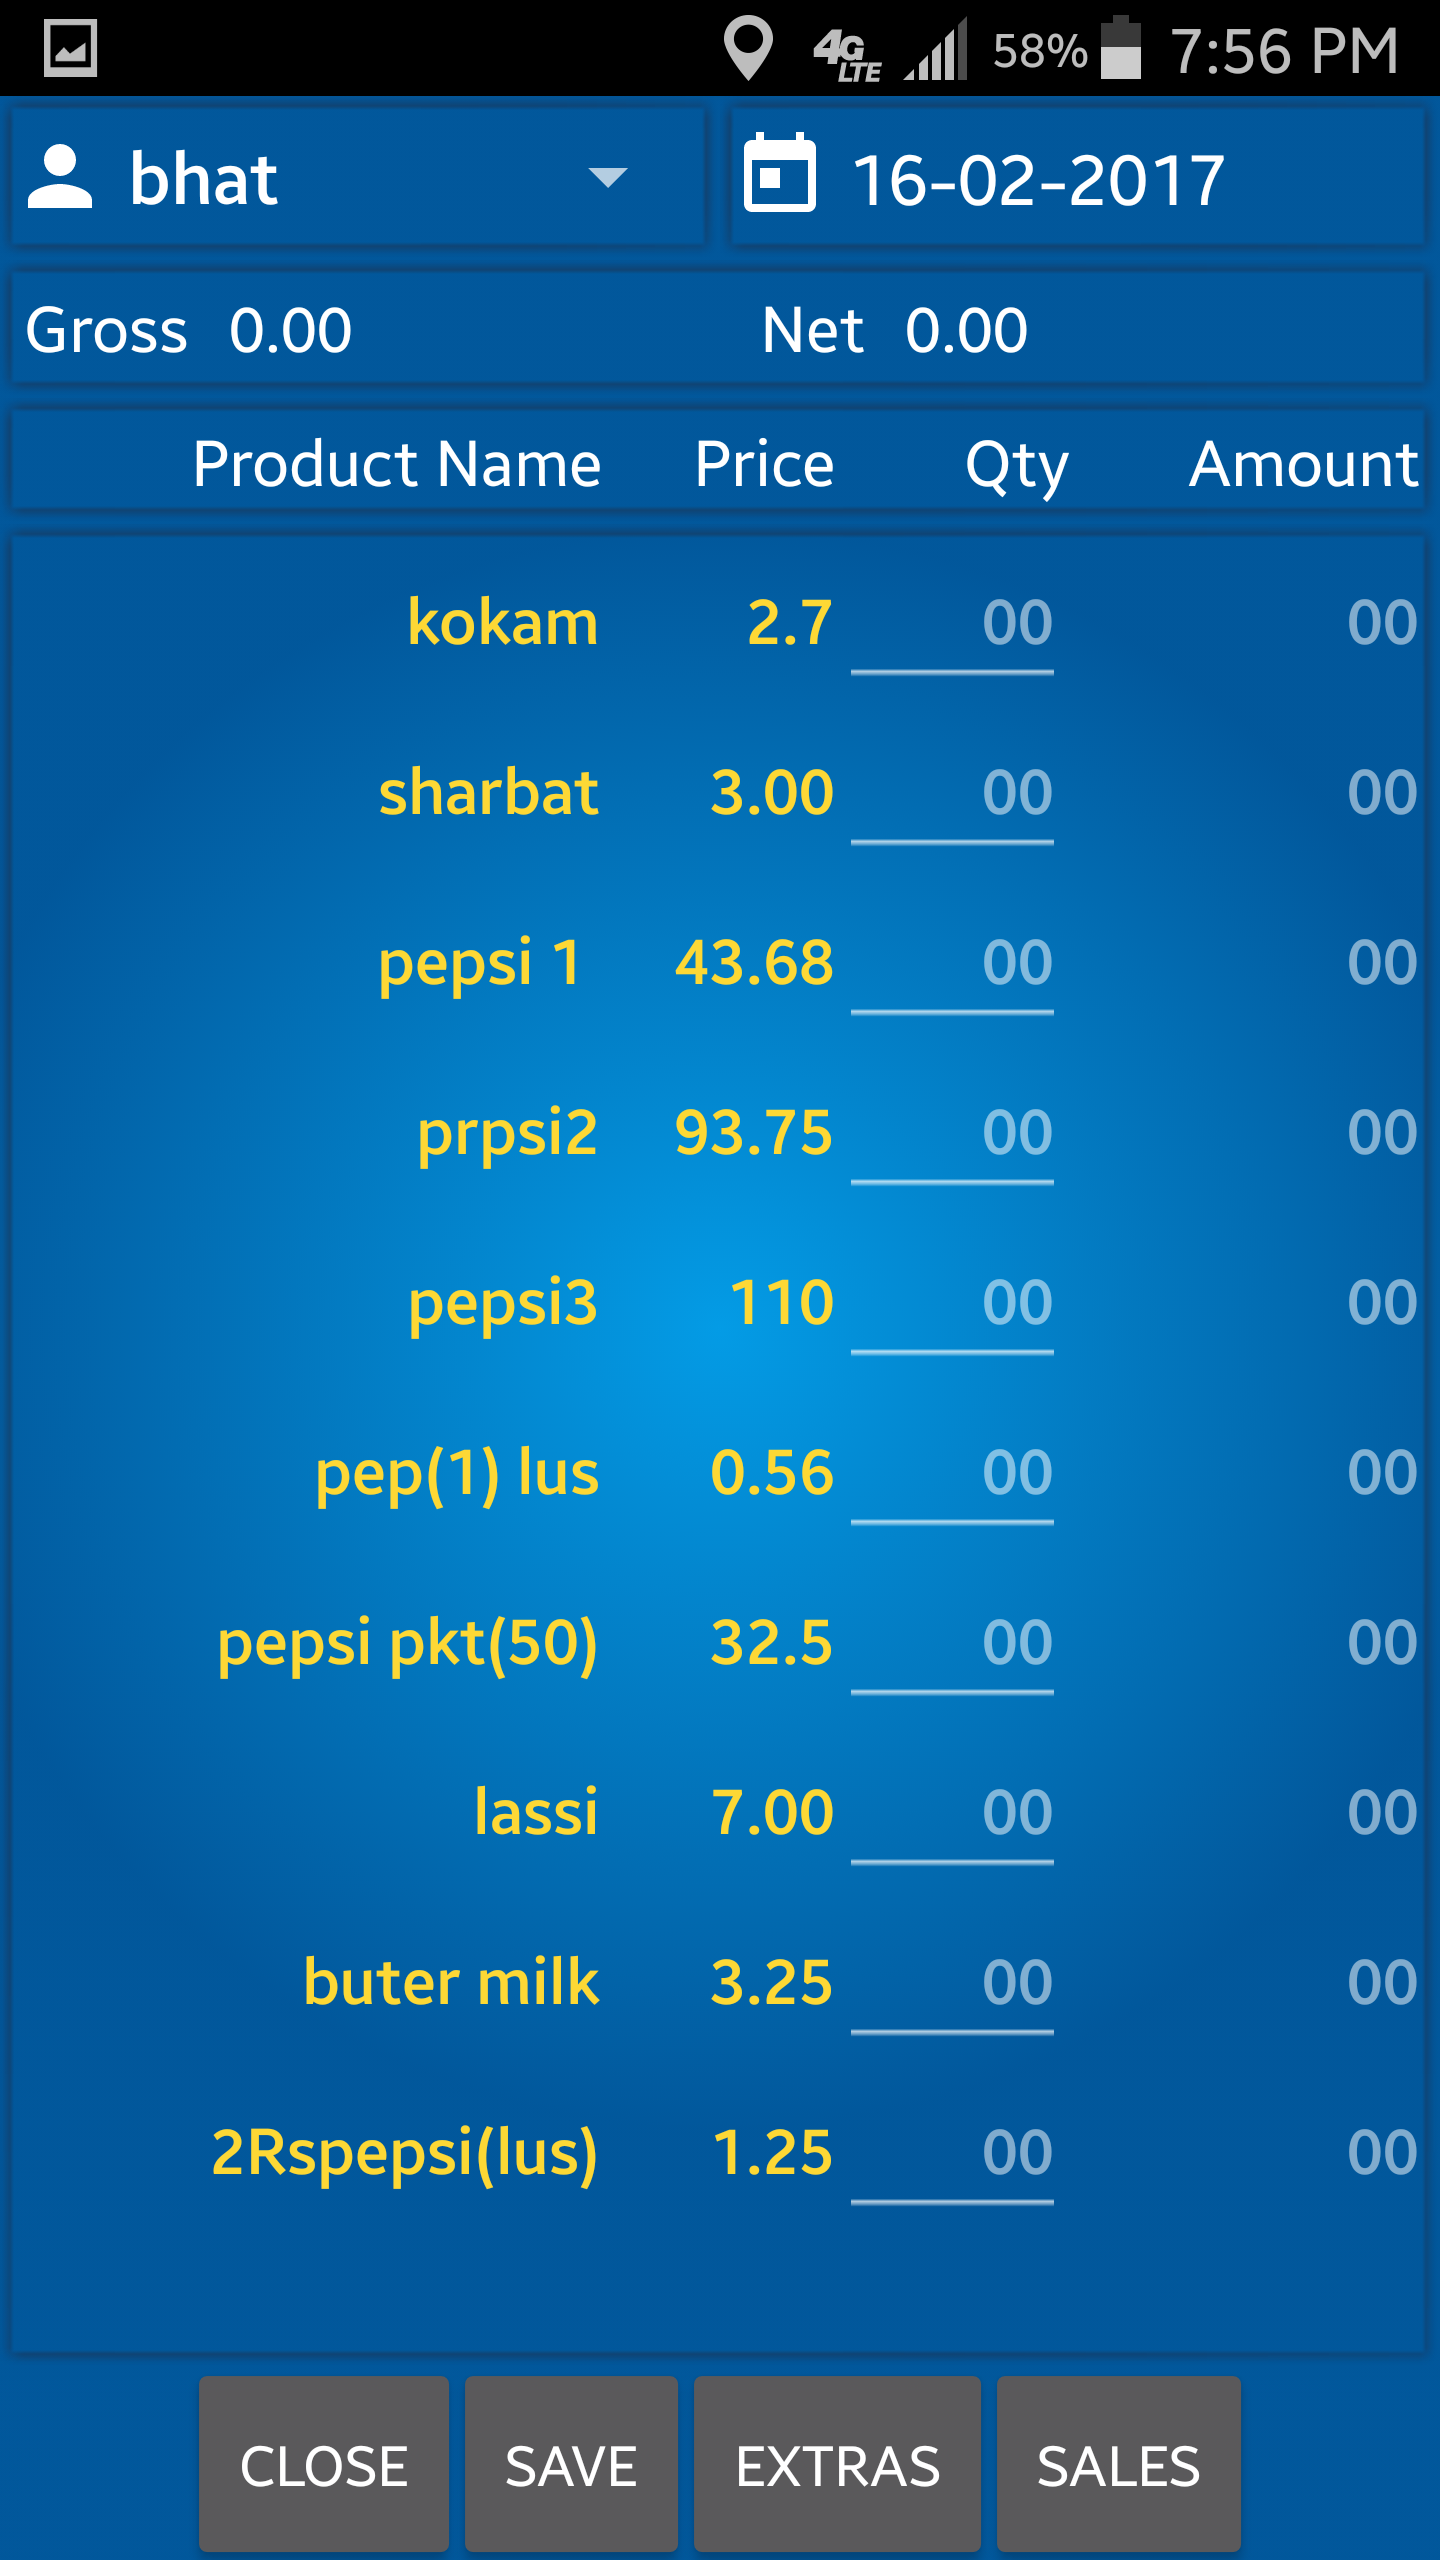 4G LTE 58% 7:56 PM
bhat 16-02-2017
Gross 0.00 Net 0.00
Product Name Price Qty Amount
kokam 2.7 00 00
sharbat 3.00 00 00
pepsi 1 43.68 00 00
prpsi2 93.75 00 00
pepsi3 110 00 00
pep(1) lus 0.56 00 00
pepsi pkt(50) 32.5 00 00
lassi 7.00 00 00
buter milk 3.25 00 00
2Rspepsi(lus) 1.25 00 00
CLOSE SAVE EXTRAS SALES